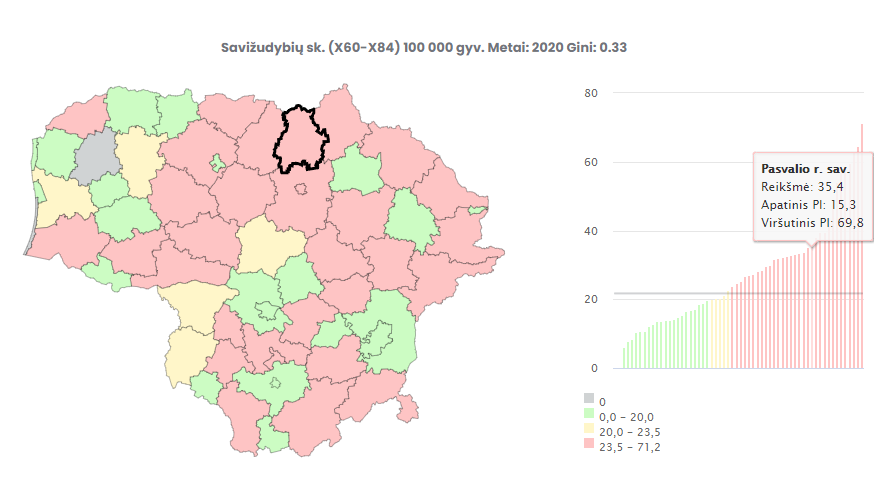 Savižudybių sk. (X60-X84) 100 000 gyv. Metai: 2020 Gini: 0.33
80
60
40
20
0
Pasvalio r. sav.
Reikšmė: 35,4
Apatinis PI: 15,3
Viršutinis PI: 69,8
0
0,0 - 20,0
20,0 - 23,5
23,5 - 71,2